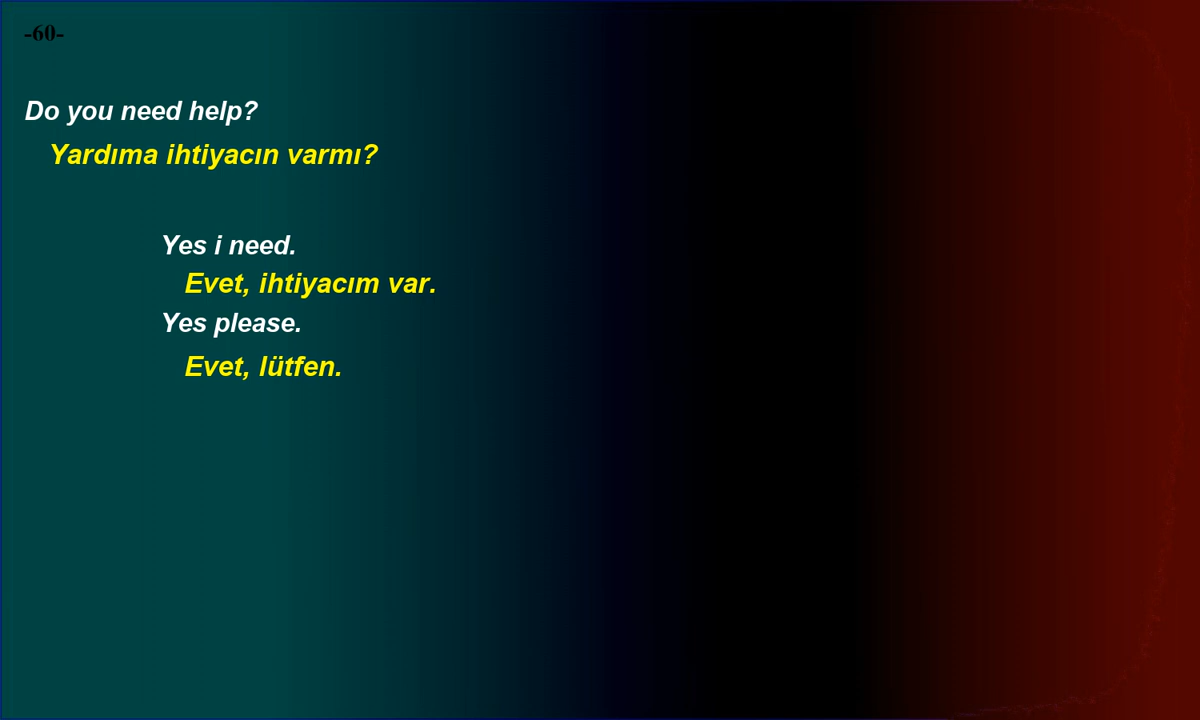 -60-
Do you need help?
Yardıma ihtiyacın varmı?
Yes i need.
Evet, ihtiyacım var.
Yes please.
Evet, lütfen.